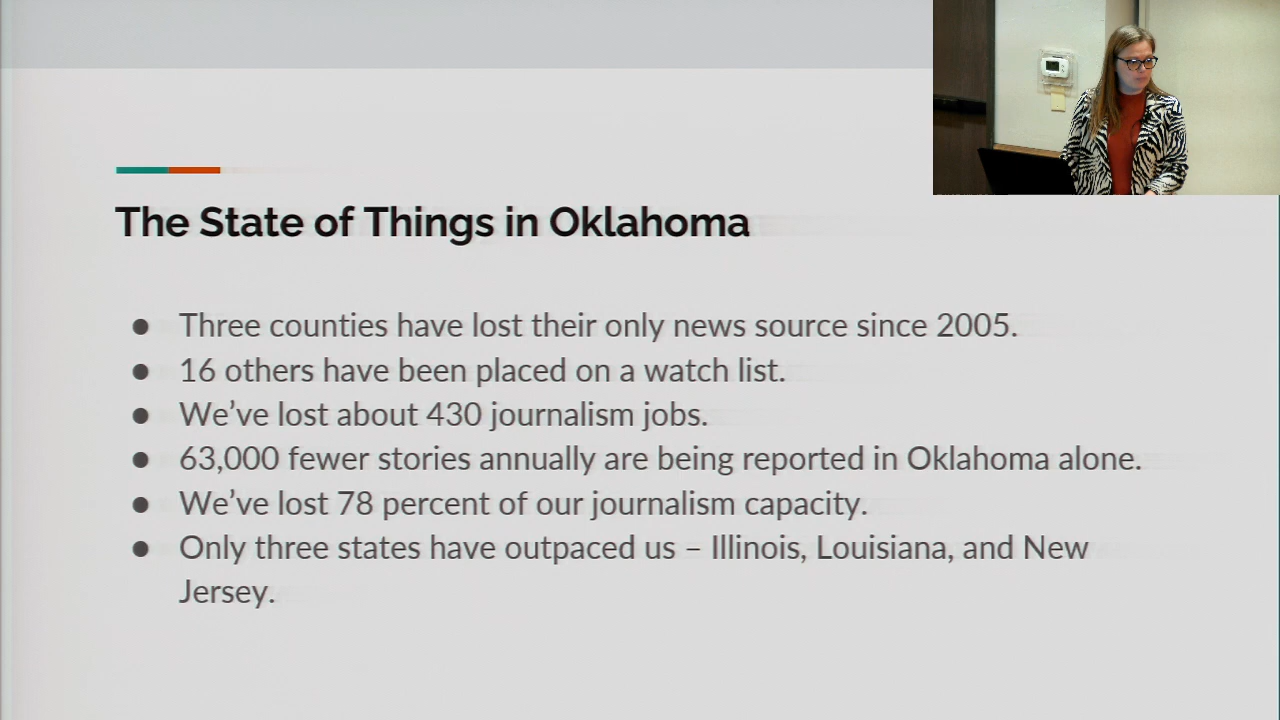 The State of Things in Oklahoma
● Three counties have lost their only news source since 2005.
● 16 others have been placed on a watch list.
● We’ve lost about 430 journalism jobs.
● 63,000 fewer stories annually are being reported in Oklahoma alone.
● We’ve lost 78 percent of our journalism capacity.
● Only three states have outpaced us – Illinois, Louisiana, and New
Jersey.